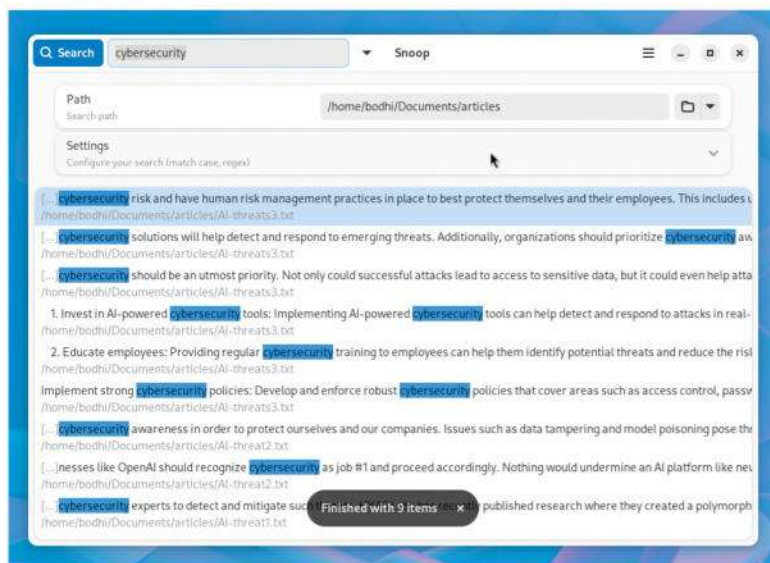 Search cybersecurity Snoop
Path
Search path
/home/bodhi/Documents/articles
Settings
Configure your search (match case, regex)
[...]cybersecurity risk and have human risk management practices in place to best protect themselves and their employees. This includes
/home/bodhi/Documents/articles/AI-threats3.txt
[...]cybersecurity solutions will help detect and respond to emerging threats. Additionally, organizations should prioritize cybersecurity aw
/home/bodhi/Documents/articles/AI-threats3.txt
[...]cybersecurity should be an utmost priority. Not only could successful attacks lead to access to sensitive data, but it could even help atta
/home/bodhi/Documents/articles/AI-threats3.txt
1. Invest in AI-powered cybersecurity tools: Implementing AI-powered cybersecurity tools can help detect and respond to attacks in real-
/home/bodhi/Documents/articles/AI-threats3.txt
2. Educate employees: Providing regular cybersecurity training to employees can help them identify potential threats and reduce the risl
/home/bodhi/Documents/articles/AI-threats3.txt
Implement strong cybersecurity policies: Develop and enforce robust cybersecurity policies that cover areas such as access control, passw
/home/bodhi/Documents/articles/AI-threats3.txt
[...]cybersecurity awareness in order to protect ourselves and our companies. Issues such as data tampering and model poisoning pose thr
/home/bodhi/Documents/articles/AI-threat2.txt
[...]nesses like OpenAI should recognize cybersecurity as job #1 and proceed accordingly. Nothing would undermine an AI platform like
/home/bodhi/Documents/articles/AI-threat2.txt
[...]cybersecurity experts to detect and mitigate such published research where they created a polymorph
/home/bodhi/Documents/articles/AI-threat1.txt
Finished with 9 items